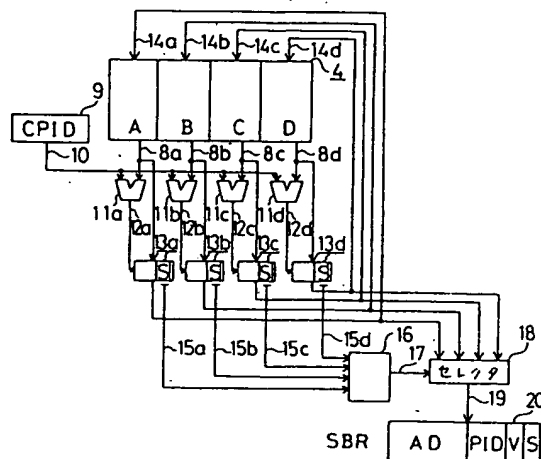 14a 14b 14c 14d
4
9
CPID
A B C D
10 8a 8b 8c 8d
11a 11b 11c 11d
12a 12b 12c 12d
13a 13b 13c 13d
S S S S
15a 15b 15c 15d
16
17
18
セレクタ
19
20
SBR AD PID V S